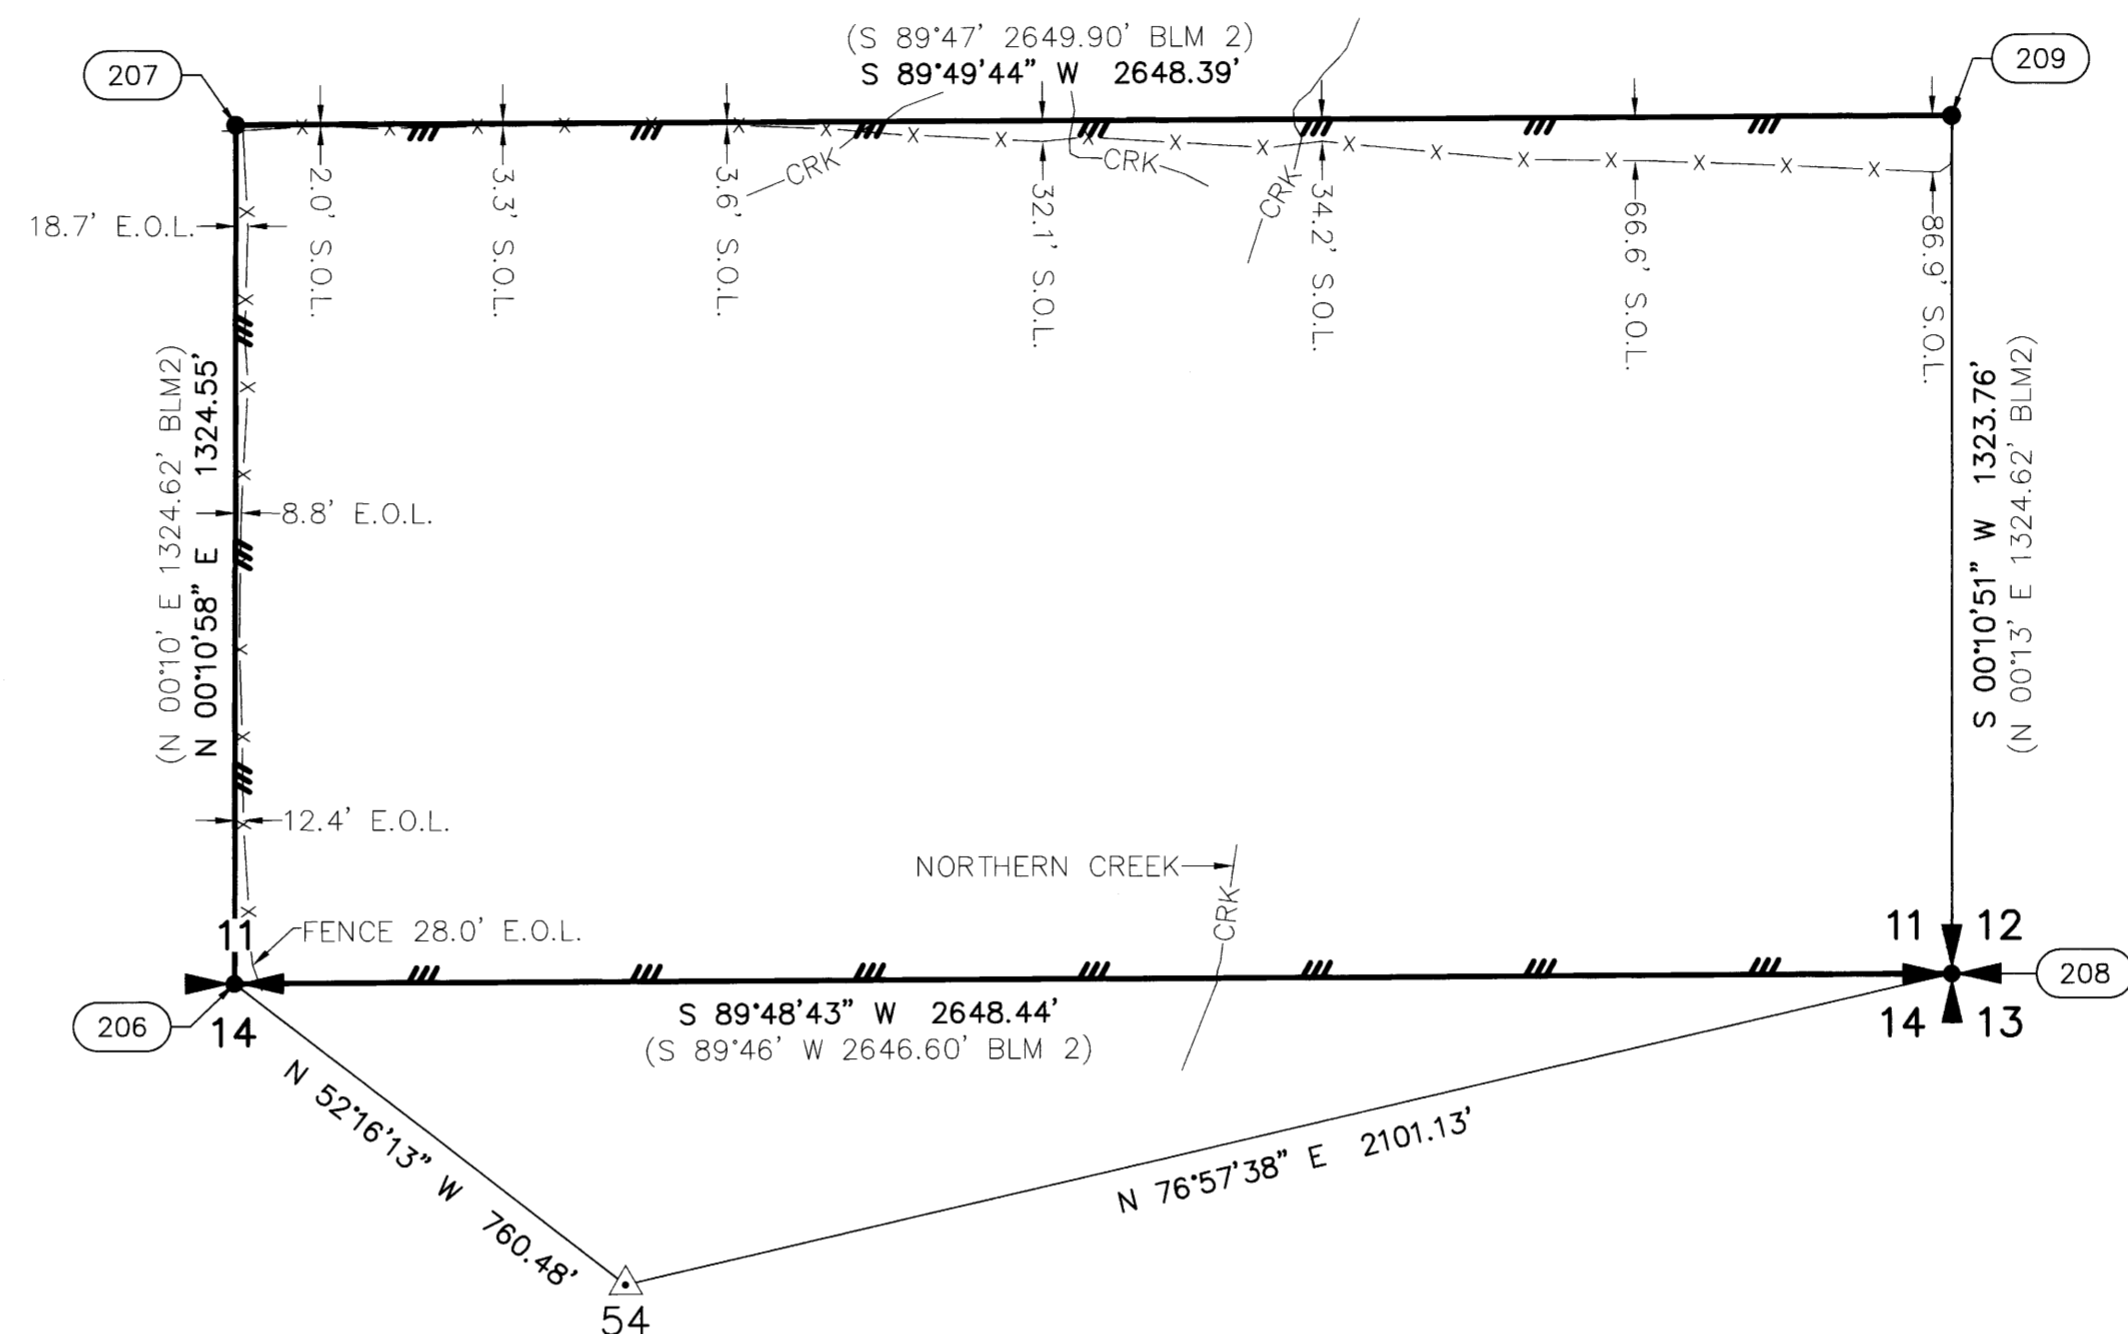 (S 89°47' 2649.90' BLM 2)
S 89°49'44" W 2648.39'
207
209
CRK
CRK
CRK
2.0' S.O.L.
3.3' S.O.L.
3.6' S.O.L.
32.1' S.O.L.
34.2' S.O.L.
66.6' S.O.L.
86.9' S.O.L.
18.7' E.O.L.
(N 00°10' E 1324.62' BLM2)
N 00°10'58" E 1324.55'
8.8' E.O.L.
12.4' E.O.L.
S 00°10'51" W 1323.76'
(N 00°13' E 1324.62' BLM2)
NORTHERN CREEK
CRK
11
FENCE 28.0' E.O.L.
11 12
206
14
208
14 13
S 89°48'43" W 2648.44'
(S 89°46' W 2646.60' BLM 2)
N 52°16'13" W 760.48'
N 76°57'38" E 2101.13'
54